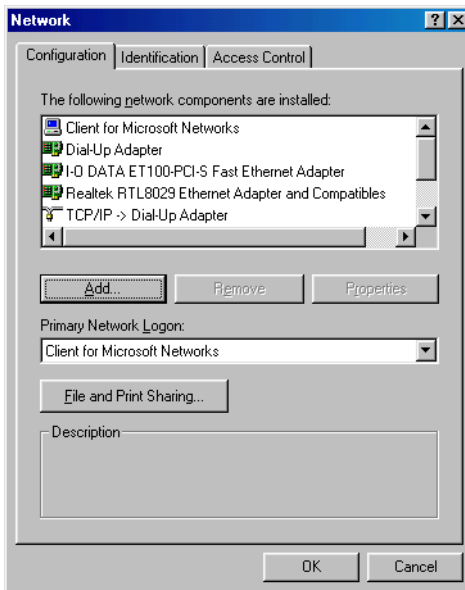 Network
Configuration Identification Access Control
The following network components are installed:
Client for Microsoft Networks
Dial-Up Adapter
I-O DATA ET100-PCI-S Fast Ethernet Adapter
Realtek RTL8029 Ethernet Adapter and Compatibles
TCP/IP -> Dial-Up Adapter
Add... Remove Properties
Primary Network Logon:
Client for Microsoft Networks
File and Print Sharing...
Description
OK Cancel